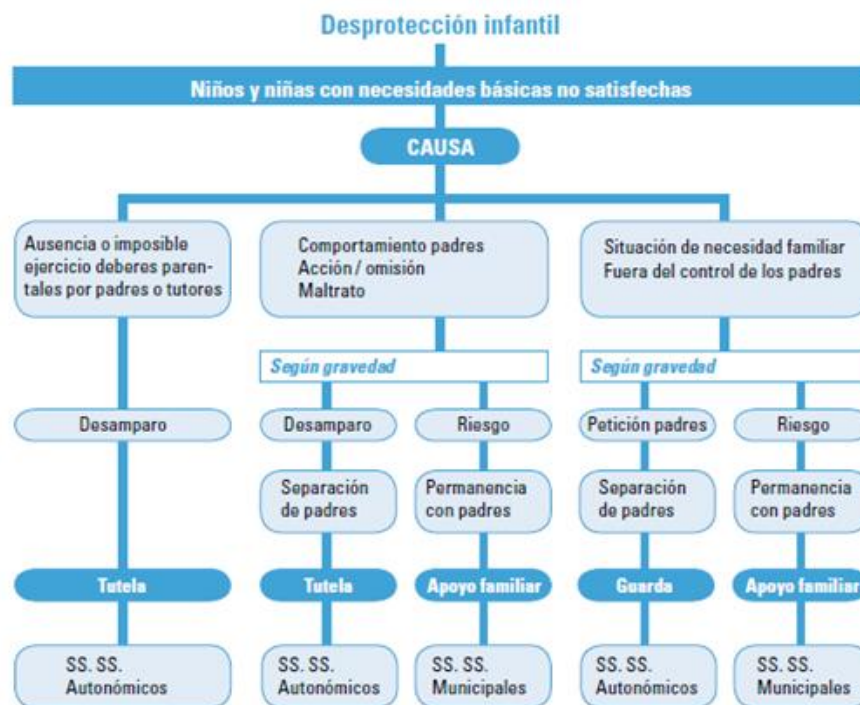 Desprotección infantil
Niños y niñas con necesidades básicas no satisfechas
CAUSA
Ausencia o imposible
ejercicio deberes paren-
tales por padres o tutores
Comportamiento padres
Acción / omisión
Maltrato
Situación de necesidad familiar
Fuera del control de los padres
Según gravedad
Según gravedad
Desamparo
Desamparo
Riesgo
Petición padres
Riesgo
Separación
de padres
Permanencia
con padres
Separación
de padres
Permanencia
con padres
Tutela
Tutela
Apoyo familiar
Guarda
Apoyo familiar
SS. SS.
Autonómicos
SS. SS.
Autonómicos
SS. SS.
Municipales
SS. SS.
Autonómicos
SS. SS.
Municipales